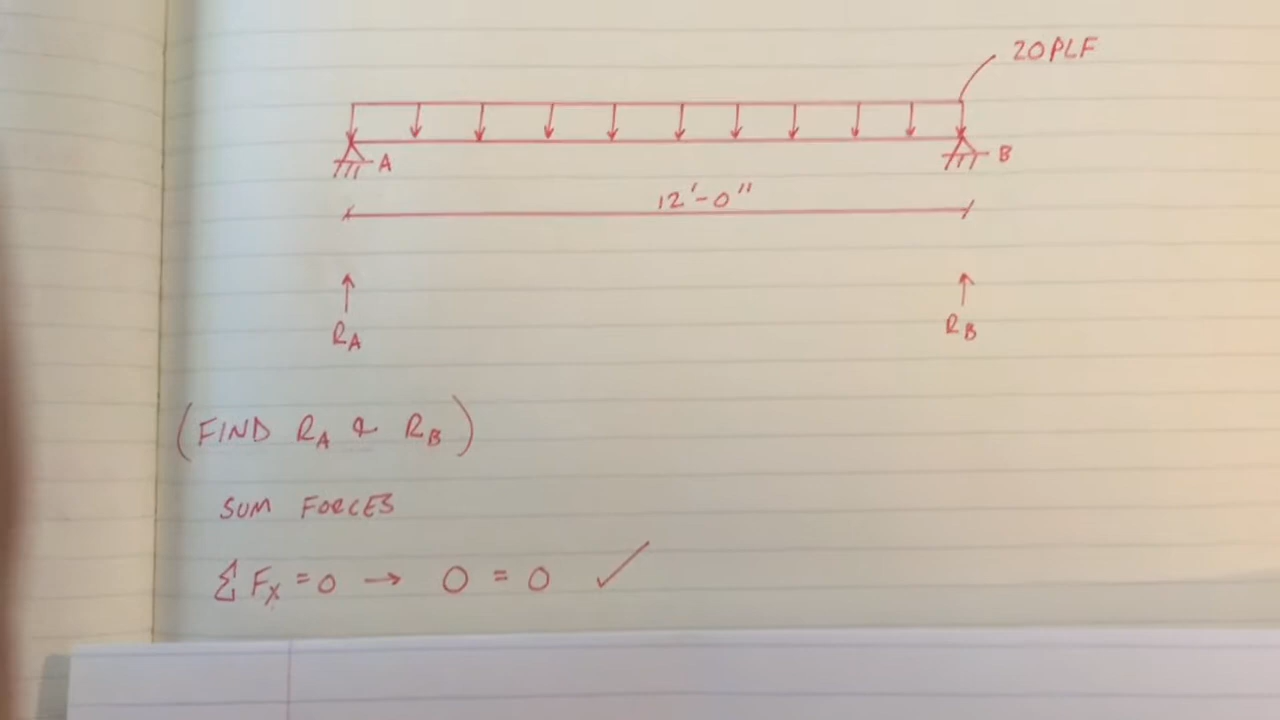 20PLF
A
B
12'-0"
RA
RB
(FIND RA & RB)
SUM FORCES
ΣFx=0 → 0 = 0 ✓